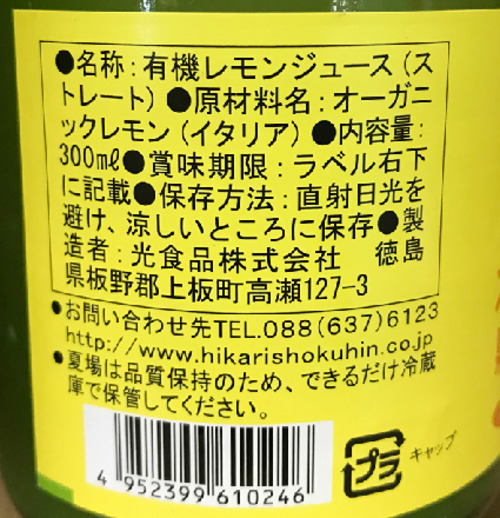 ●名称:有機レモンジュース(ス
トレート)●原材料名:オーガニ
ックレモン(イタリア)●内容量:
300mℓ●賞味期限:ラベル右下
に記載●保存方法:直射日光を
避け、涼しいところに保存●製
造者:光食品株式会社 徳島
県板野郡上板町高瀬127-3
●お問い合わせ先TEL.088(637)6123
http://www.hikarishokuhin.co.jp
●夏場は品質保持のため、できるだけ冷蔵
庫で保管してください。
4 952399 610246
プラ キャップ